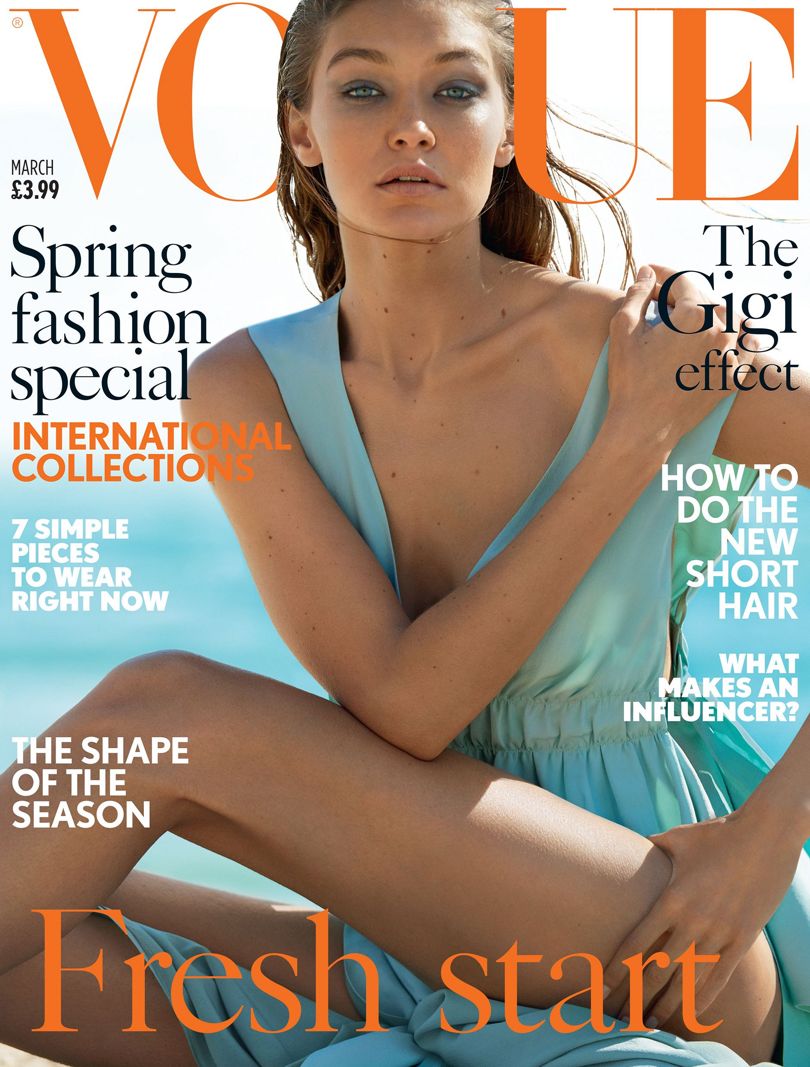 VOGUE
®
MARCH
£3.99
Spring
fashion
special
INTERNATIONAL
COLLECTIONS
7 SIMPLE
PIECES
TO WEAR
RIGHT NOW
THE SHAPE
OF THE
SEASON
The
Gigi
effect
HOW TO
DO THE
NEW
SHORT
HAIR
WHAT
MAKES AN
INFLUENCER?
Fresh start